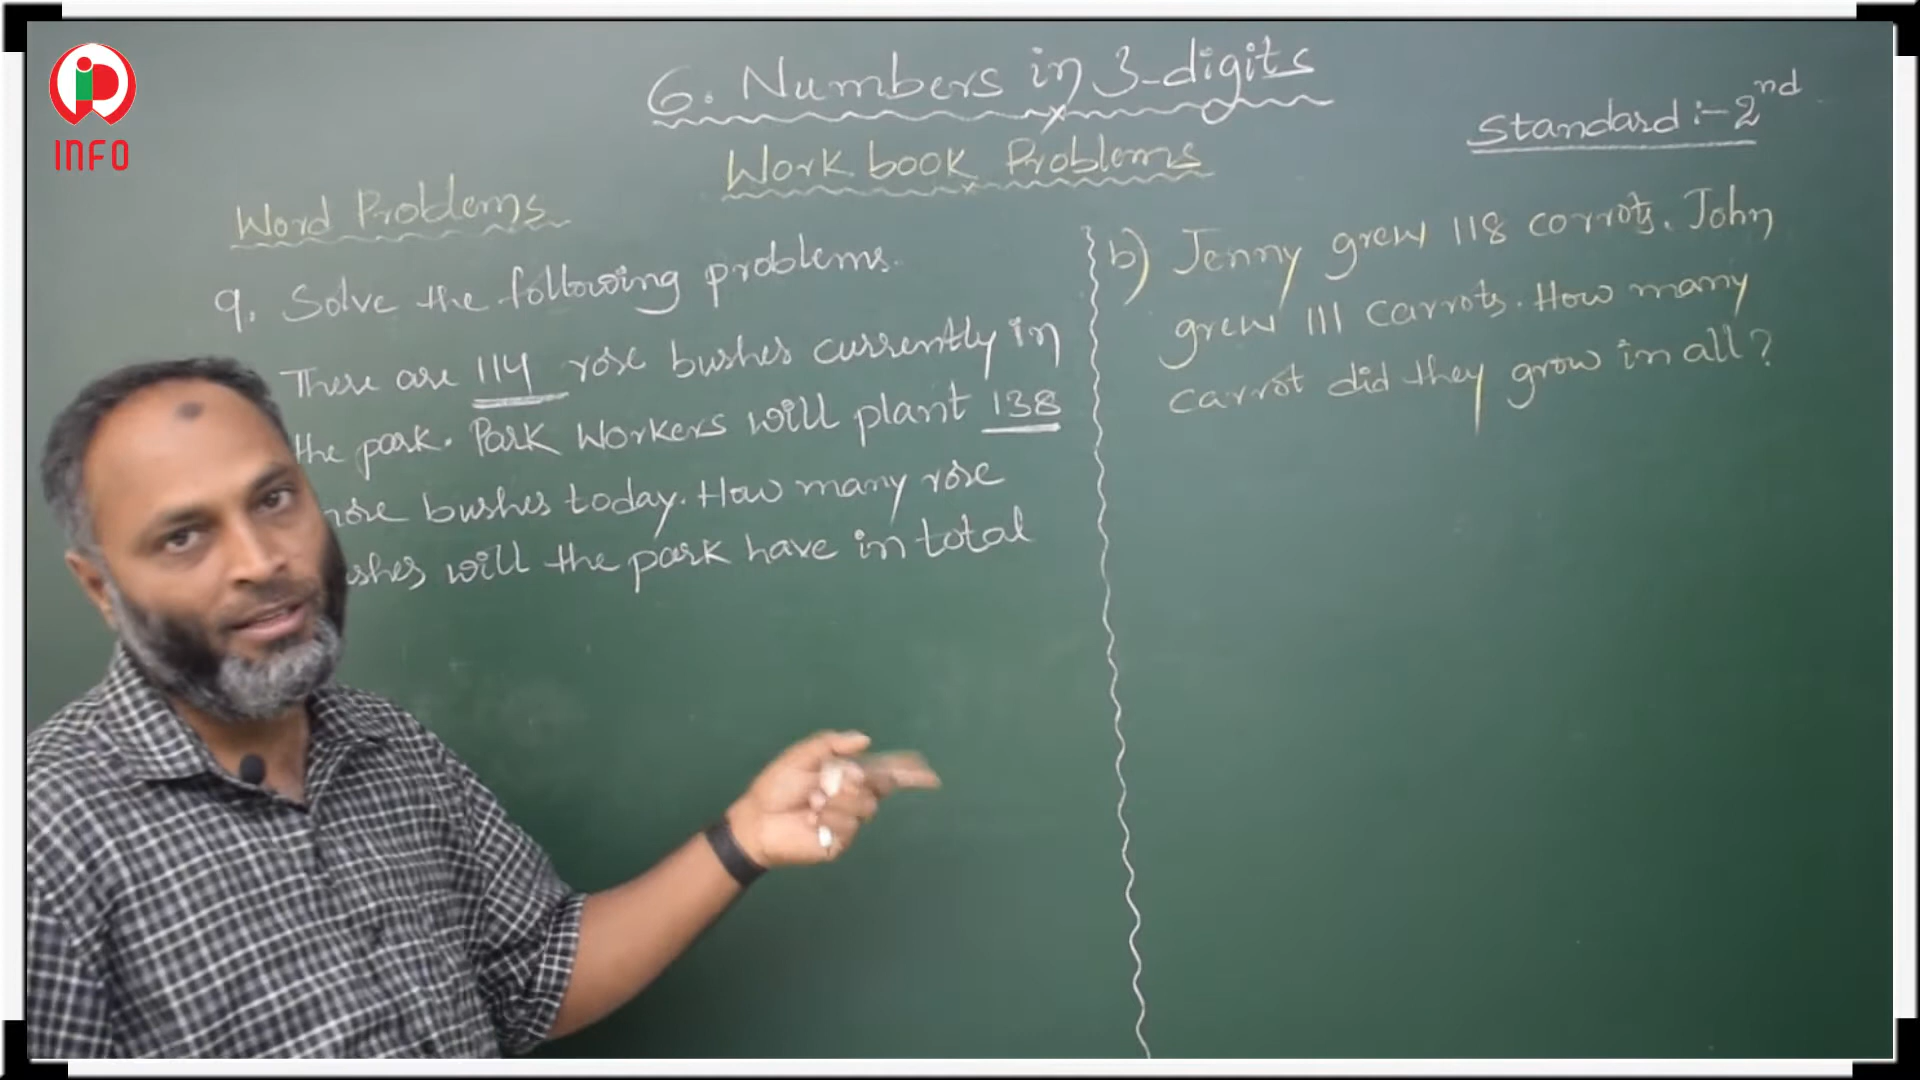 INFO
6. Numbers in 3-digits
Standard :- 2nd
Work book Problems
Word Problems
9. Solve the following problems.
There are 114 rose bushes currently in
the park. Park Workers will plant 138
bushes today. How many rose
will the park have in total
b) Jenny grew 118 carrots. John
grew 111 carrots. How many
carrot did they grow in all?